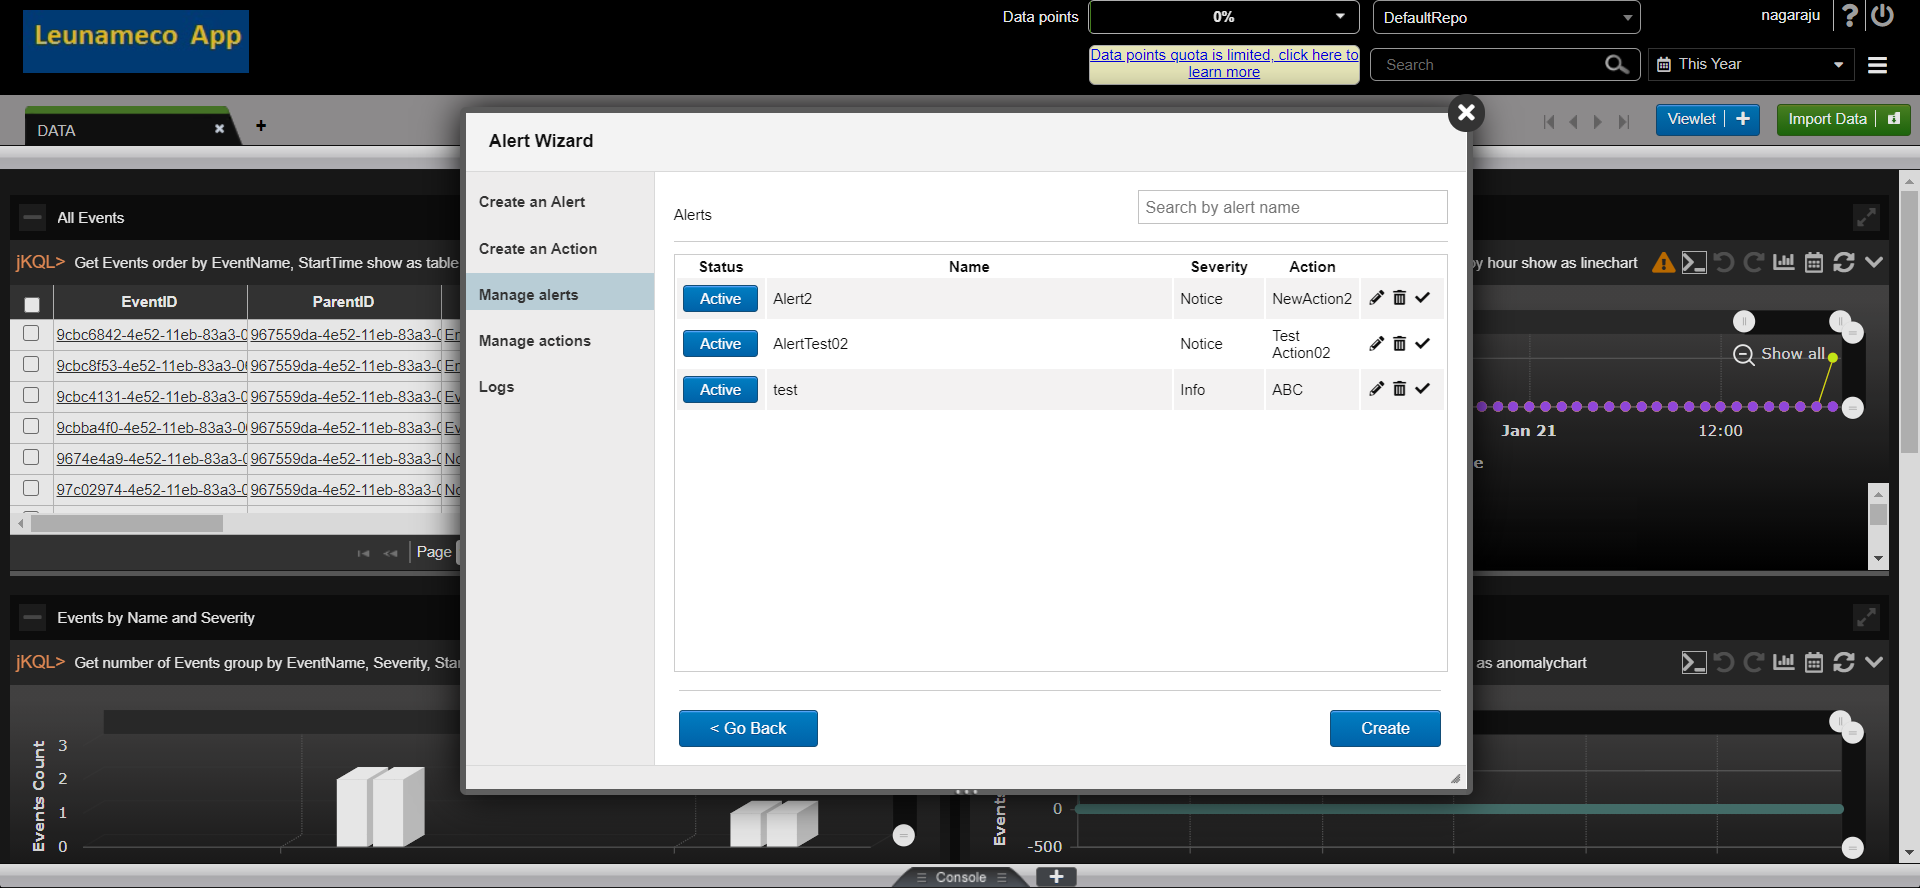 Leunameco App
Data points
0%
DefaultRepo
nagaraju
?
Data points quota is limited, click here to
learn more
Search
This Year
DATA
+
Viewlet +
Import Data
Alert Wizard
Create an Alert
Create an Action
Manage alerts
Manage actions
Logs
Alerts
Search by alert name
Status Name Severity Action
Active Alert2 Notice NewAction2
Active AlertTest02 Notice Test
Action02
Active test Info ABC
< Go Back
Create
All Events
jKQL> Get Events order by EventName, StartTime show as table
EventID ParentID
9cbc6842-4e52-11eb-83a3-0 967559da-4e52-11eb-83a3-0 Er
9cbc8f53-4e52-11eb-83a3-0 967559da-4e52-11eb-83a3-0 Er
9cbc4131-4e52-11eb-83a3-0 967559da-4e52-11eb-83a3-0 Ev
9cbba4f0-4e52-11eb-83a3-0 967559da-4e52-11eb-83a3-0 Ev
9674e4a9-4e52-11eb-83a3-0 967559da-4e52-11eb-83a3-0 No
97c02974-4e52-11eb-83a3-0 967559da-4e52-11eb-83a3-0 No
Page
by hour show as linechart
Show all
Jan 21 12:00
e
Events by Name and Severity
jKQL> Get number of Events group by EventName, Severity, Star
Events Count
3
2
1
0
as anomalychart
Events
0
-500
Console
+